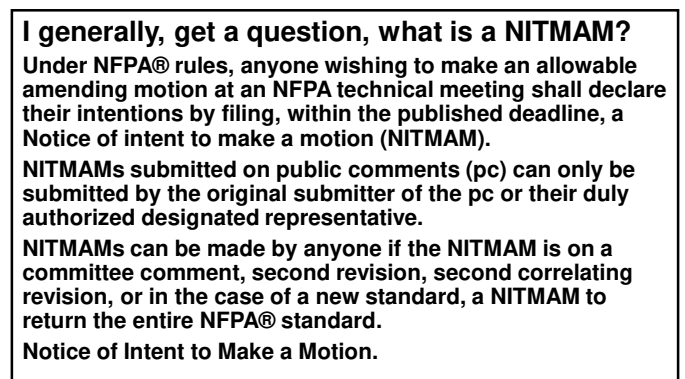 I generally, get a question, what is a NITMAM?
Under NFPA® rules, anyone wishing to make an allowable
amending motion at an NFPA technical meeting shall declare
their intentions by filing, within the published deadline, a
Notice of intent to make a motion (NITMAM).
NITMAMs submitted on public comments (pc) can only be
submitted by the original submitter of the pc or their duly
authorized designated representative.
NITMAMs can be made by anyone if the NITMAM is on a
committee comment, second revision, second correlating
revision, or in the case of a new standard, a NITMAM to
return the entire NFPA® standard.
Notice of Intent to Make a Motion.